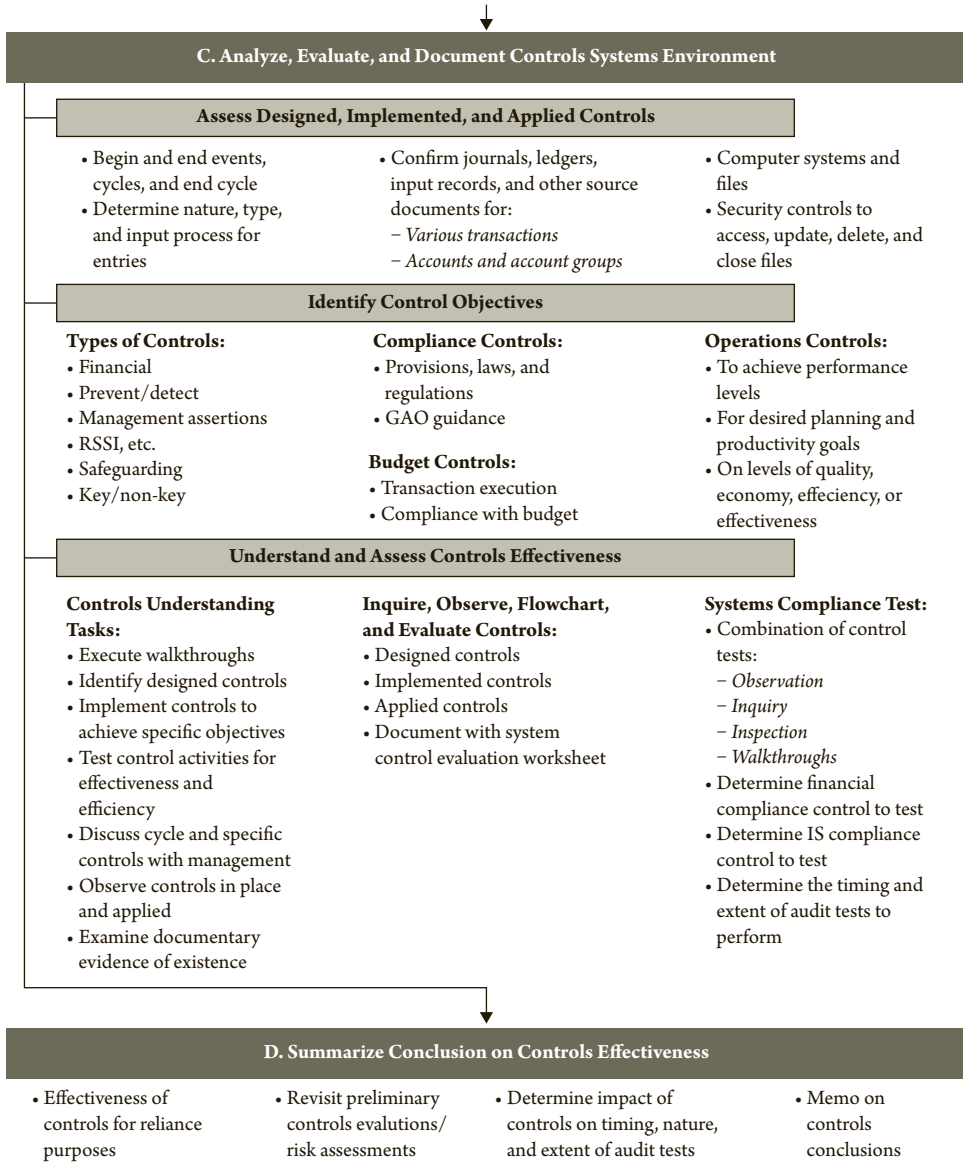 C. Analyze, Evaluate, and Document Controls Systems Environment
Assess Designed, Implemented, and Applied Controls
• Begin and end events,
cycles, and end cycle
• Determine nature, type,
and input process for
entries
• Confirm journals, ledgers,
input records, and other source
documents for:
– Various transactions
– Accounts and account groups
• Computer systems and
files
• Security controls to
access, update, delete, and
close files
Identify Control Objectives
Types of Controls:
• Financial
• Prevent/detect
• Management assertions
• RSSI, etc.
• Safeguarding
• Key/non-key
Compliance Controls:
• Provisions, laws, and
regulations
• GAO guidance
Budget Controls:
• Transaction execution
• Compliance with budget
Operations Controls:
• To achieve performance
levels
• For desired planning and
productivity goals
• On levels of quality,
economy, effeciency, or
effectiveness
Understand and Assess Controls Effectiveness
Controls Understanding
Tasks:
• Execute walkthroughs
• Identify designed controls
• Implement controls to
achieve specific objectives
• Test control activities for
effectiveness and
efficiency
• Discuss cycle and specific
controls with management
• Observe controls in place
and applied
• Examine documentary
evidence of existence
Inquire, Observe, Flowchart,
and Evaluate Controls:
• Designed controls
• Implemented controls
• Applied controls
• Document with system
control evaluation worksheet
Systems Compliance Test:
• Combination of control
tests:
– Observation
– Inquiry
– Inspection
– Walkthroughs
• Determine financial
compliance control to test
• Determine IS compliance
control to test
• Determine the timing and
extent of audit tests to
perform
D. Summarize Conclusion on Controls Effectiveness
• Effectiveness of
controls for reliance
purposes
• Revisit preliminary
controls evalutions/
risk assessments
• Determine impact of
controls on timing, nature,
and extent of audit tests
• Memo on
controls
conclusions